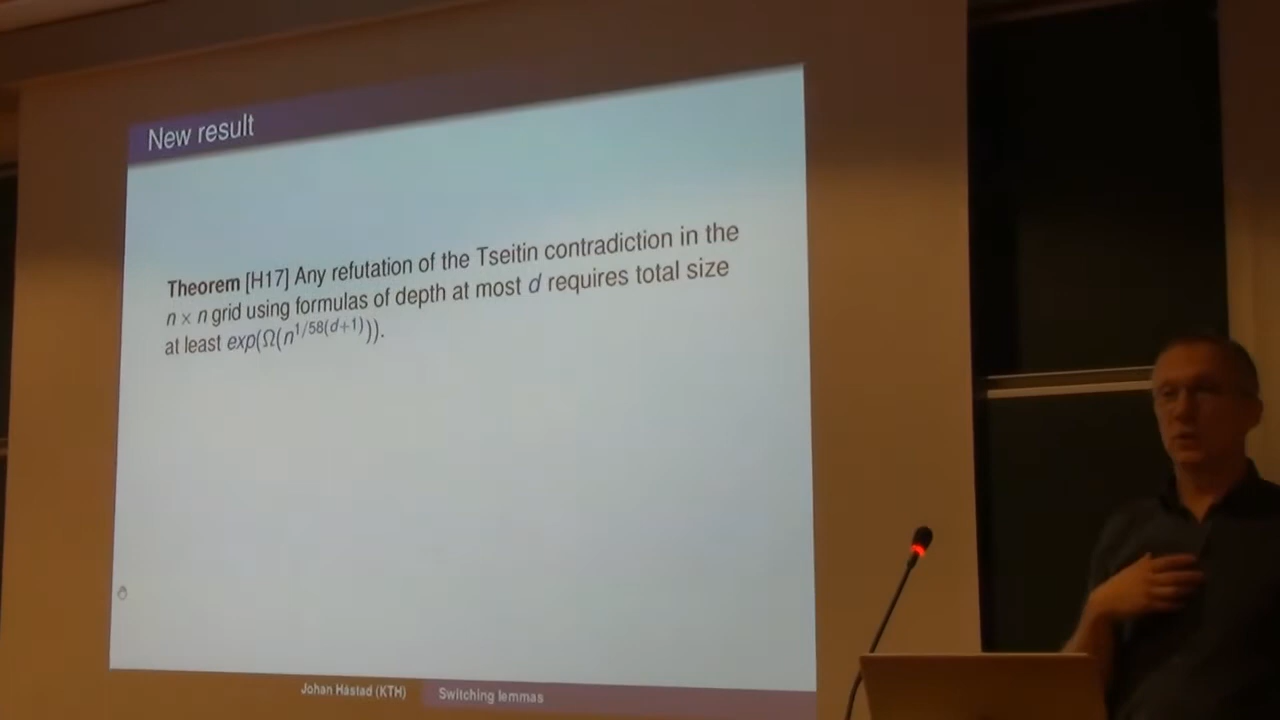 New result
Theorem [H17] Any refutation of the Tseitin contradiction in the
n × n grid using formulas of depth at most d requires total size
at least exp(Ω(n^{1/58(d+1)})).
Johan Håstad (KTH) Switching lemmas